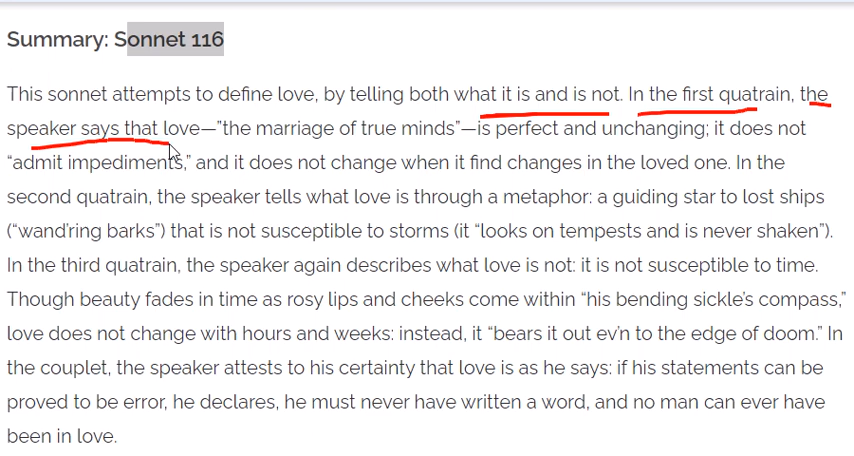 Summary: Sonnet 116
This sonnet attempts to define love, by telling both what it is and is not. In the first quatrain, the
speaker says that love—”the marriage of true minds”—is perfect and unchanging; it does not
“admit impediments,” and it does not change when it find changes in the loved one. In the
second quatrain, the speaker tells what love is through a metaphor: a guiding star to lost ships
(“wand’ring barks”) that is not susceptible to storms (it “looks on tempests and is never shaken”).
In the third quatrain, the speaker again describes what love is not: it is not susceptible to time.
Though beauty fades in time as rosy lips and cheeks come within “his bending sickle’s compass,”
love does not change with hours and weeks: instead, it “bears it out ev’n to the edge of doom.” In
the couplet, the speaker attests to his certainty that love is as he says: if his statements can be
proved to be error, he declares, he must never have written a word, and no man can ever have
been in love.